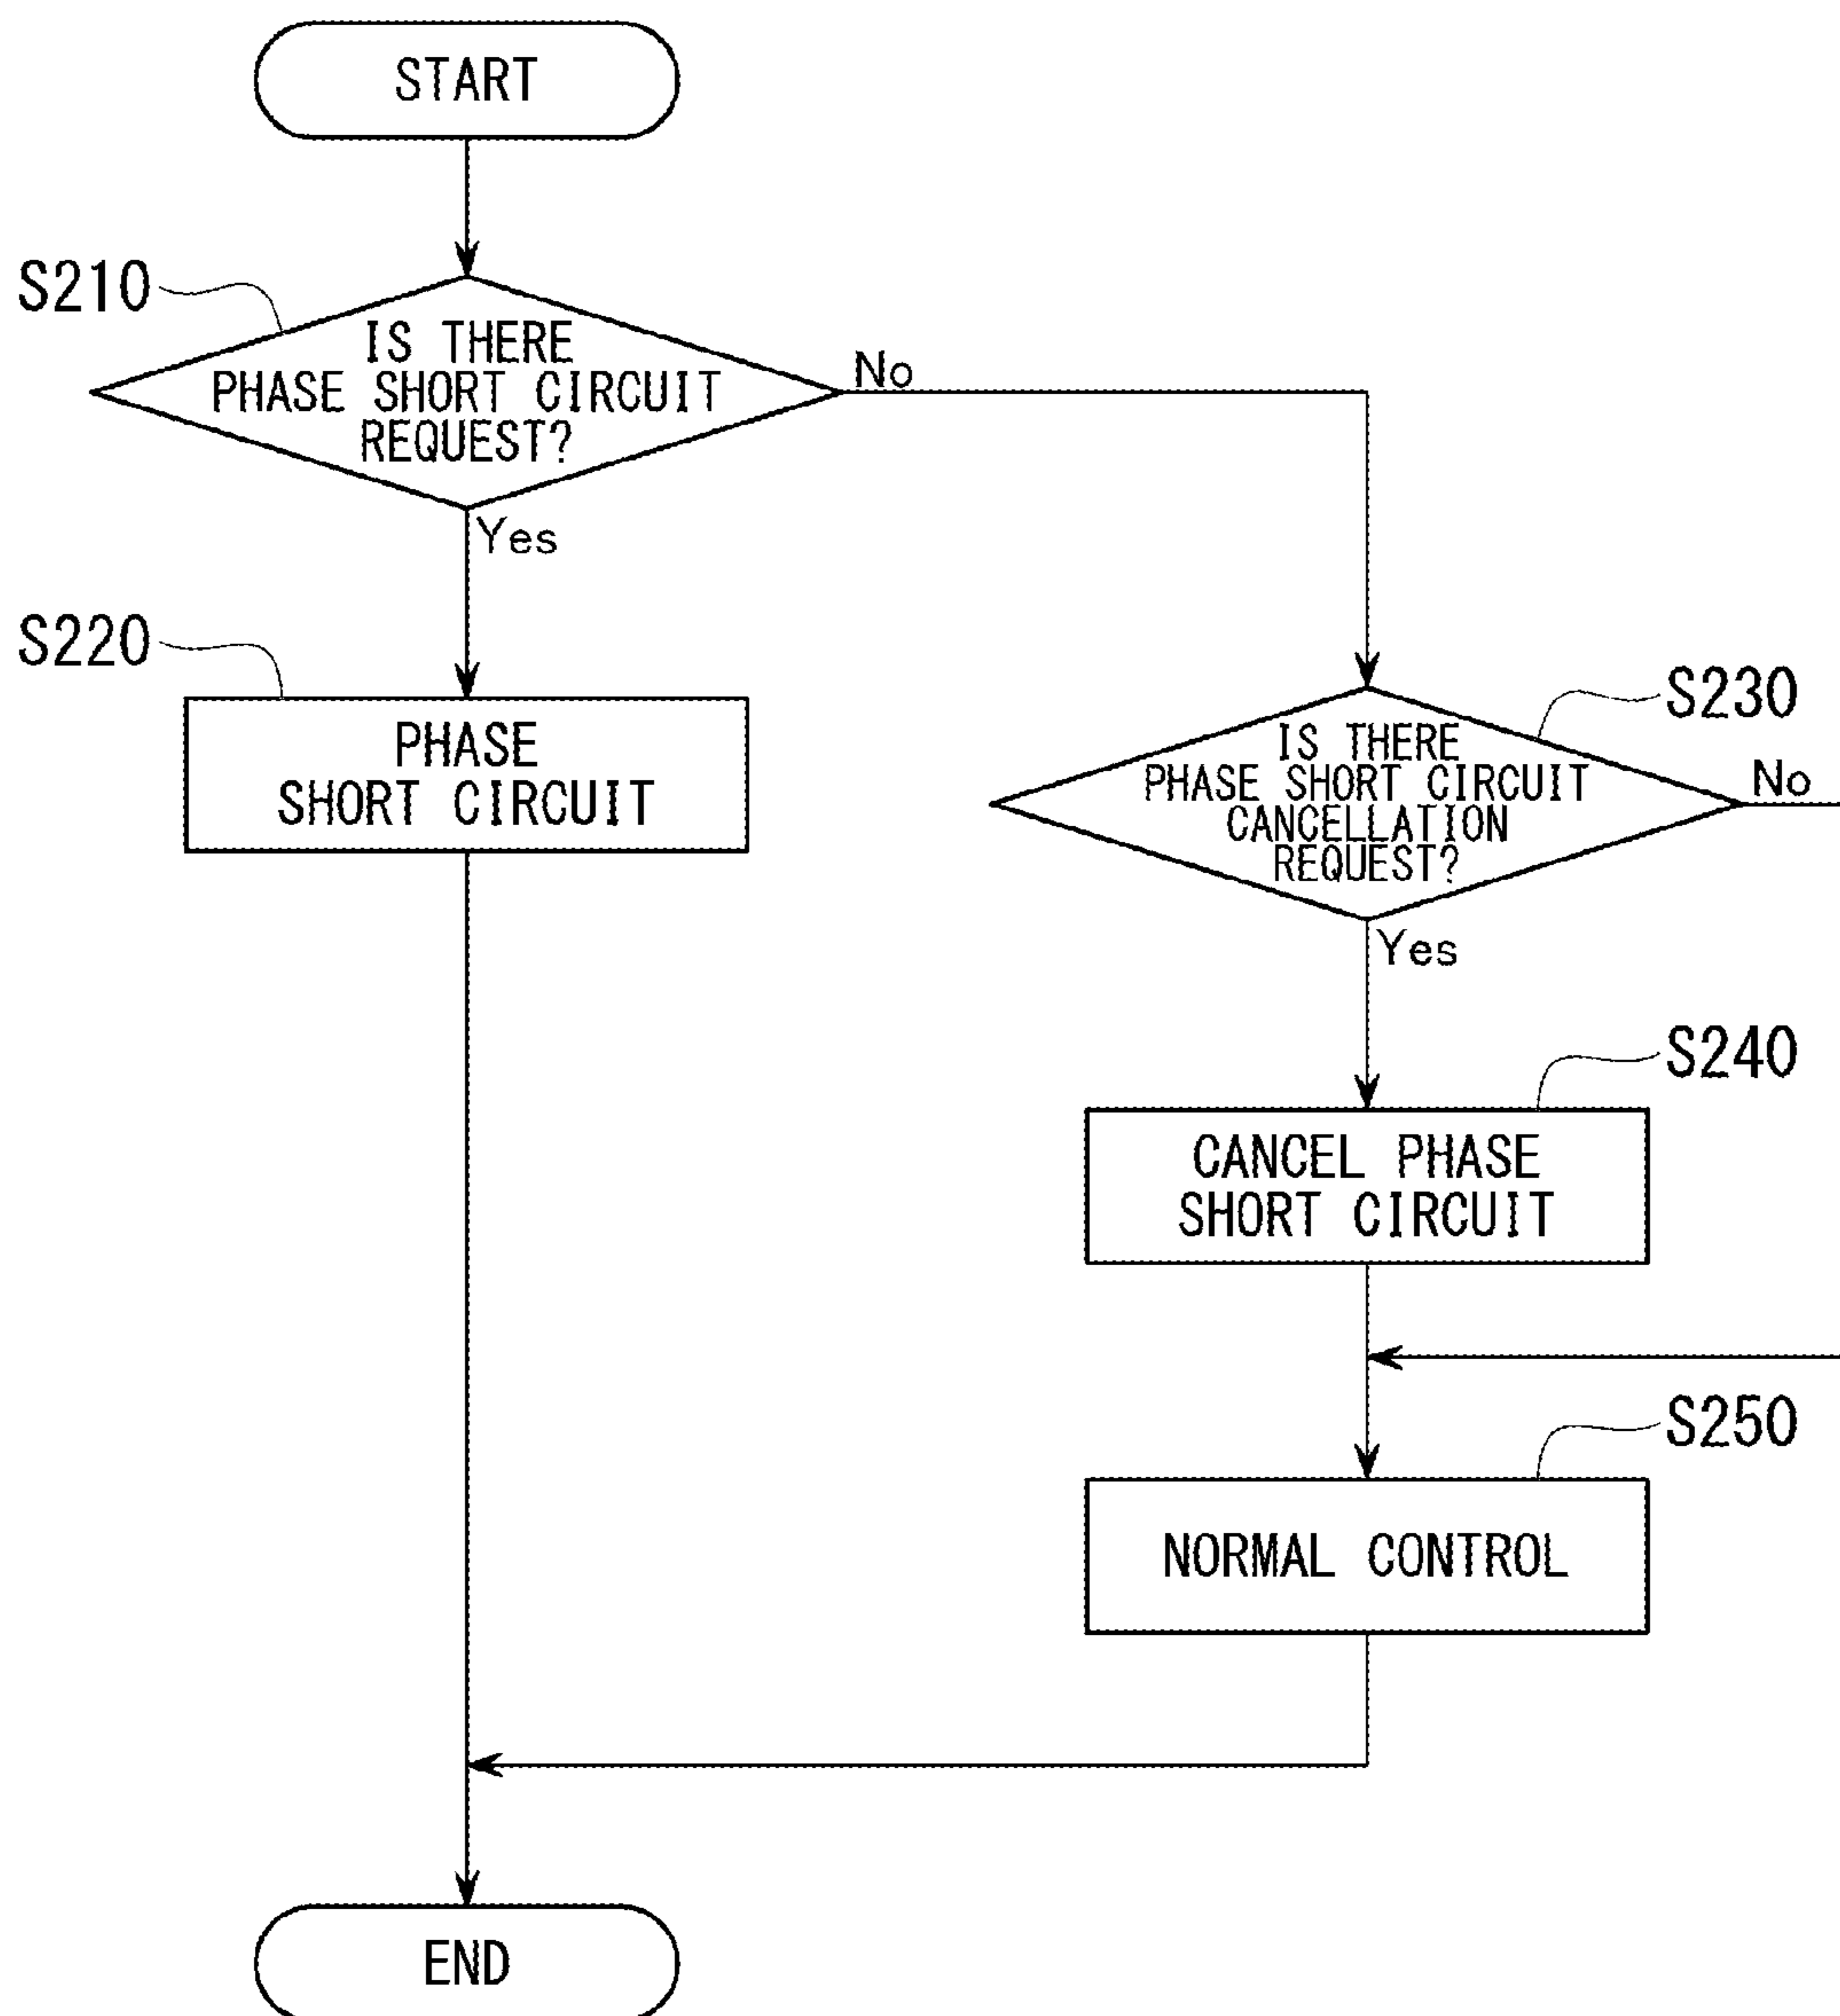 START
S210
IS THERE
PHASE SHORT CIRCUIT
REQUEST?
No
Yes
S220
PHASE
SHORT CIRCUIT
S230
IS THERE
PHASE SHORT CIRCUIT
CANCELLATION
REQUEST?
No
Yes
S240
CANCEL PHASE
SHORT CIRCUIT
S250
NORMAL CONTROL
END